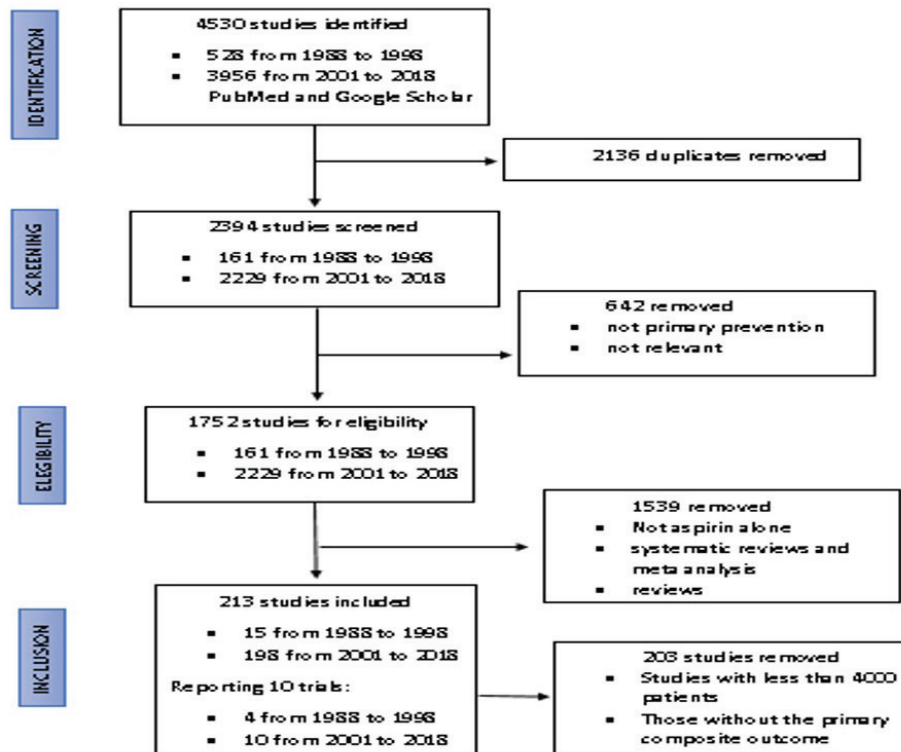 IDENTIFICATION
4530 studies identified
▪ 528 from 1988 to 1998
▪ 3956 from 2001 to 2018
PubMed and Google Scholar
2136 duplicates removed
SCREENING
2394 studies screened
▪ 161 from 1988 to 1998
▪ 2229 from 2001 to 2018
642 removed
▪ not primary prevention
▪ not relevant
ELEGIBILITY
1752 studies for eligibility
▪ 161 from 1988 to 1998
▪ 2229 from 2001 to 2018
1539 removed
▪ Not aspirin alone
▪ systematic reviews and
meta analysis
▪ reviews
INCLUSION
213 studies included
▪ 15 from 1988 to 1998
▪ 198 from 2001 to 2018
Reporting 10 trials:
▪ 4 from 1988 to 1998
▪ 10 from 2001 to 2018
203 studies removed
▪ Studies with less than 4000
patients
▪ Those without the primary
composite outcome